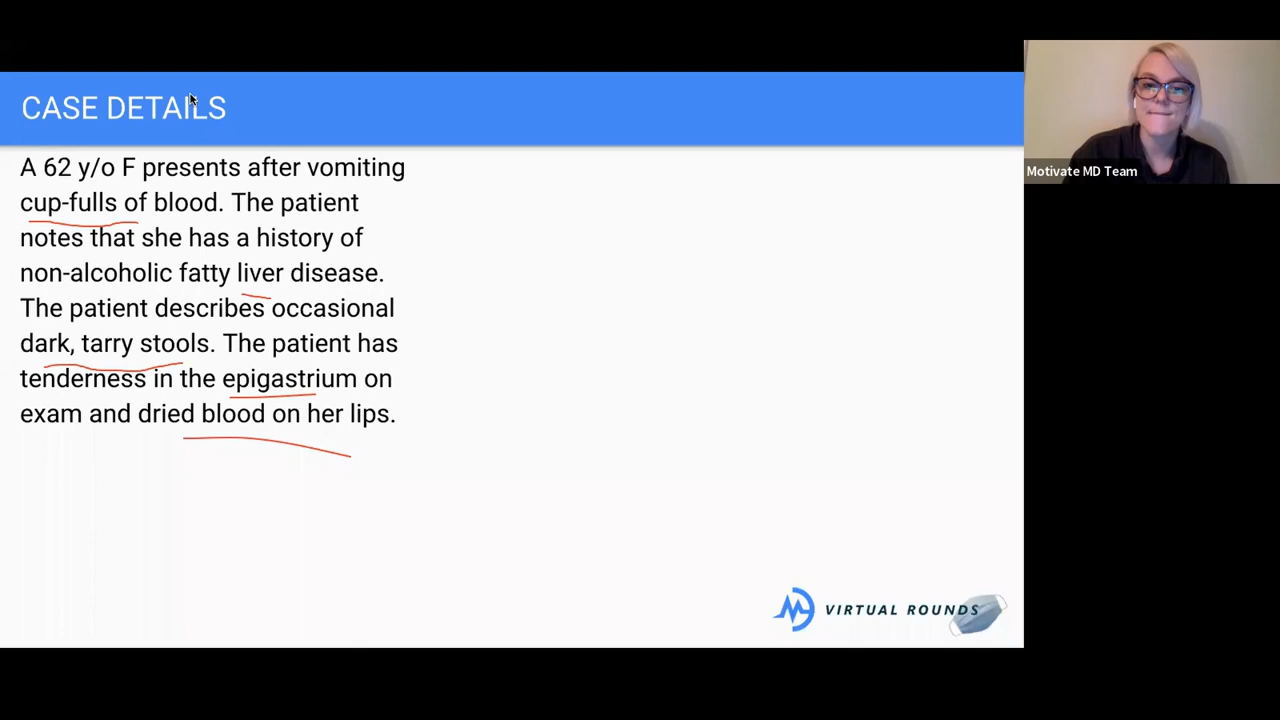 CASE DETAILS
A 62 y/o F presents after vomiting
cup-fulls of blood. The patient
notes that she has a history of
non-alcoholic fatty liver disease.
The patient describes occasional
dark, tarry stools. The patient has
tenderness in the epigastrium on
exam and dried blood on her lips.
VIRTUAL ROUNDS
Motivate MD Team